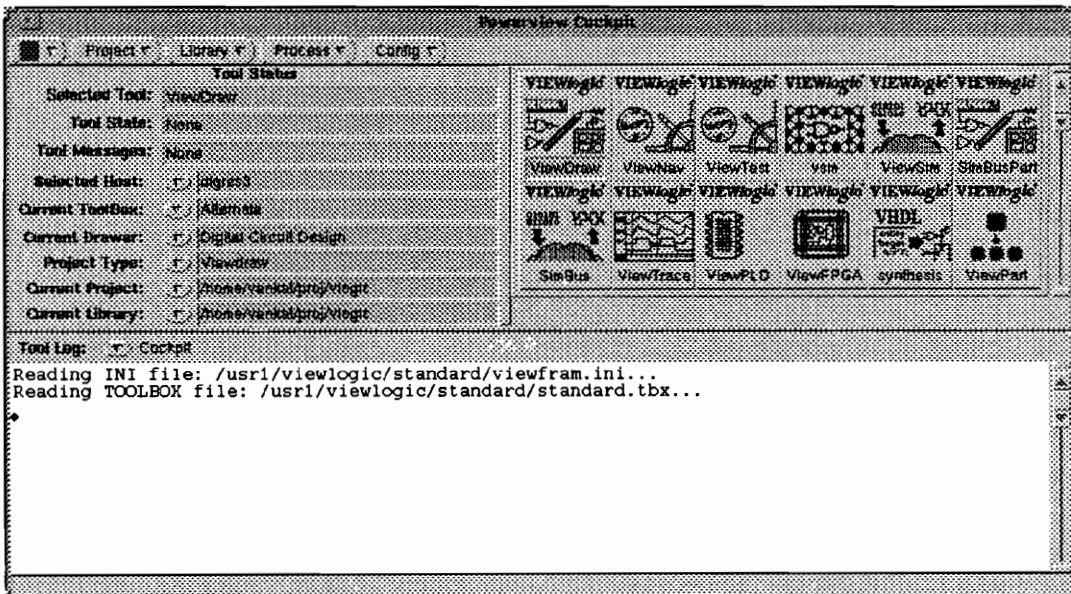 Powerview Cockpit
Project Library Process Config
Tool Status
Selected Tool: ViewDraw
Tool State: None
Tool Messages: None
Selected Host: digres3
Current ToolBox: Alternate
Current Drawer: Digital Circuit Design
Project Type: Viewdraw
Current Project: /home/venkat/proj/vlogic
Current Library: /home/venkat/proj/vlogic
VIEWlogic VIEWlogic VIEWlogic VIEWlogic VIEWlogic VIEWlogic
ViewDraw ViewNav ViewTest vsm ViewSim SimBusPart
VIEWlogic VIEWlogic VIEWlogic VIEWlogic VIEWlogic VIEWlogic
VHDL
SimBus ViewTrace ViewPLD ViewFPGA synthesis ViewPart
Tool Log: Cockpit
Reading INI file: /usr1/viewlogic/standard/viewfram.ini...
Reading TOOLBOX file: /usr1/viewlogic/standard/standard.tbx...